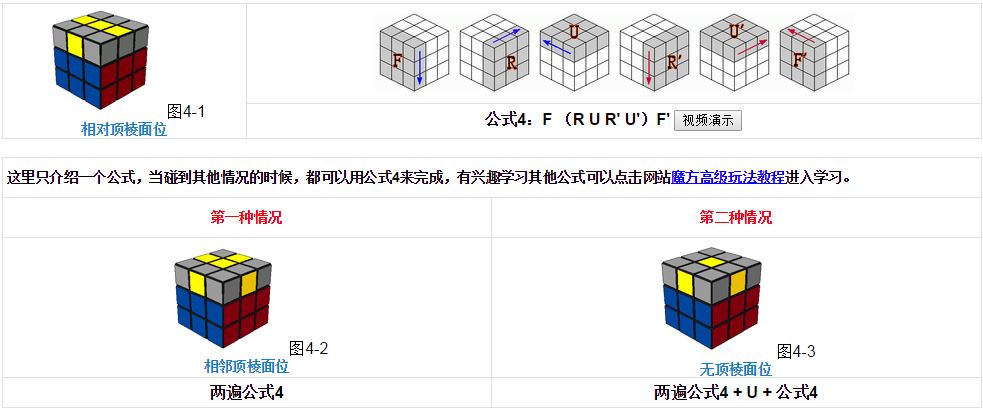 F
R
U
R'
U'
F'
图4-1
相对顶棱面位
公式4：F （R U R' U'）F' 视频演示
这里只介绍一个公式，当碰到其他情况的时候，都可以用公式4来完成，有兴趣学习其他公式可以点击网站魔方高级玩法教程进入学习。
第一种情况
第二种情况
图4-2
相邻顶棱面位
图4-3
无顶棱面位
两遍公式4
两遍公式4 + U + 公式4